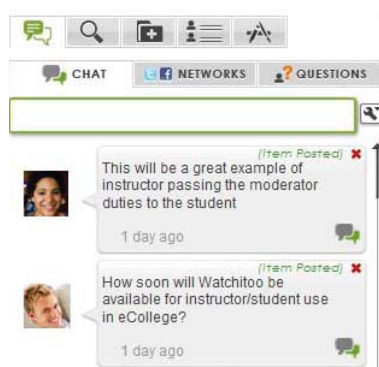 CHAT
NETWORKS
QUESTIONS
(Item Posted)
This will be a great example of
instructor passing the moderator
duties to the student
1 day ago
(Item Posted)
How soon will Watchitoo be
available for instructor/student use
in eCollege?
1 day ago